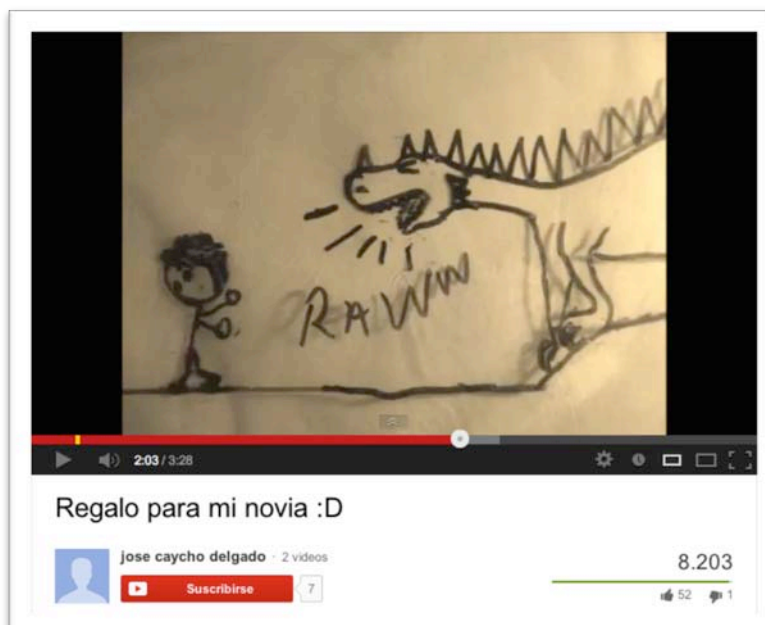 RAWW
2:03 / 3:28
Regalo para mi novia :D
jose caycho delgado · 2 videos
8.203
Suscribirse 7
52 1